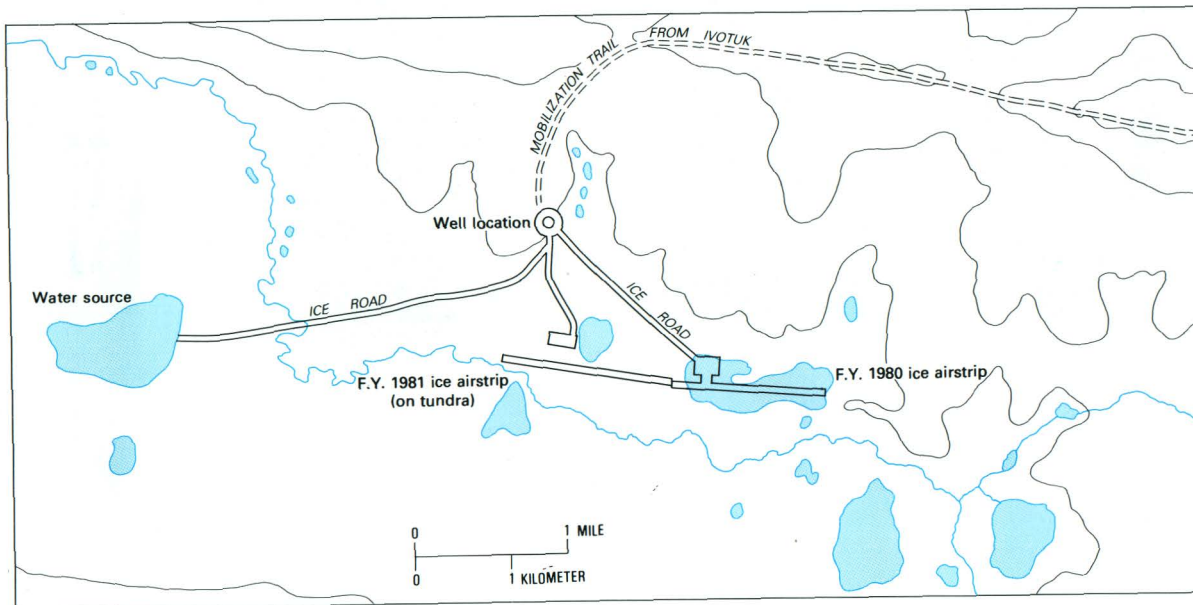 FROM IVOTUK
MOBILIZATION TRAIL
Well location
Water source
ICE ROAD
ICE ROAD
F.Y. 1981 ice airstrip
(on tundra)
F.Y. 1980 ice airstrip
0 1 MILE
0 1 KILOMETER